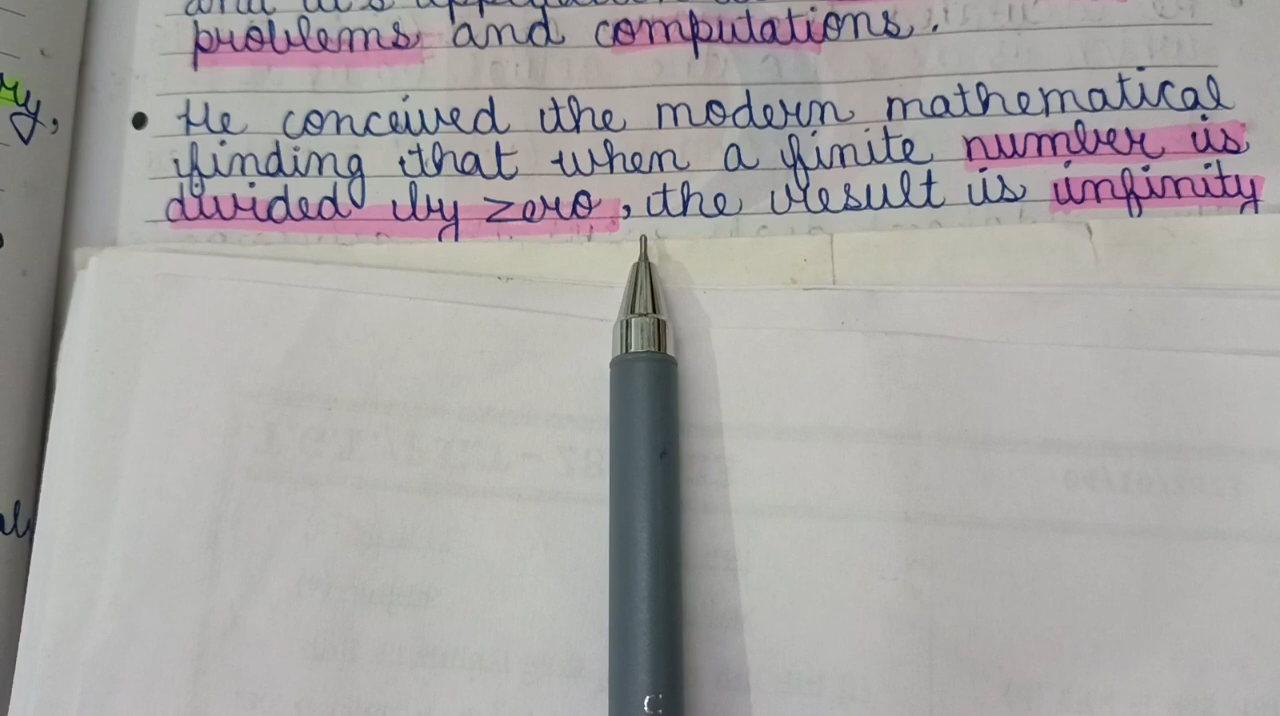 problems and computations.
ry,
• He conceived the modern mathematical
finding that when a finite number is
divided by zero, the result is infinity